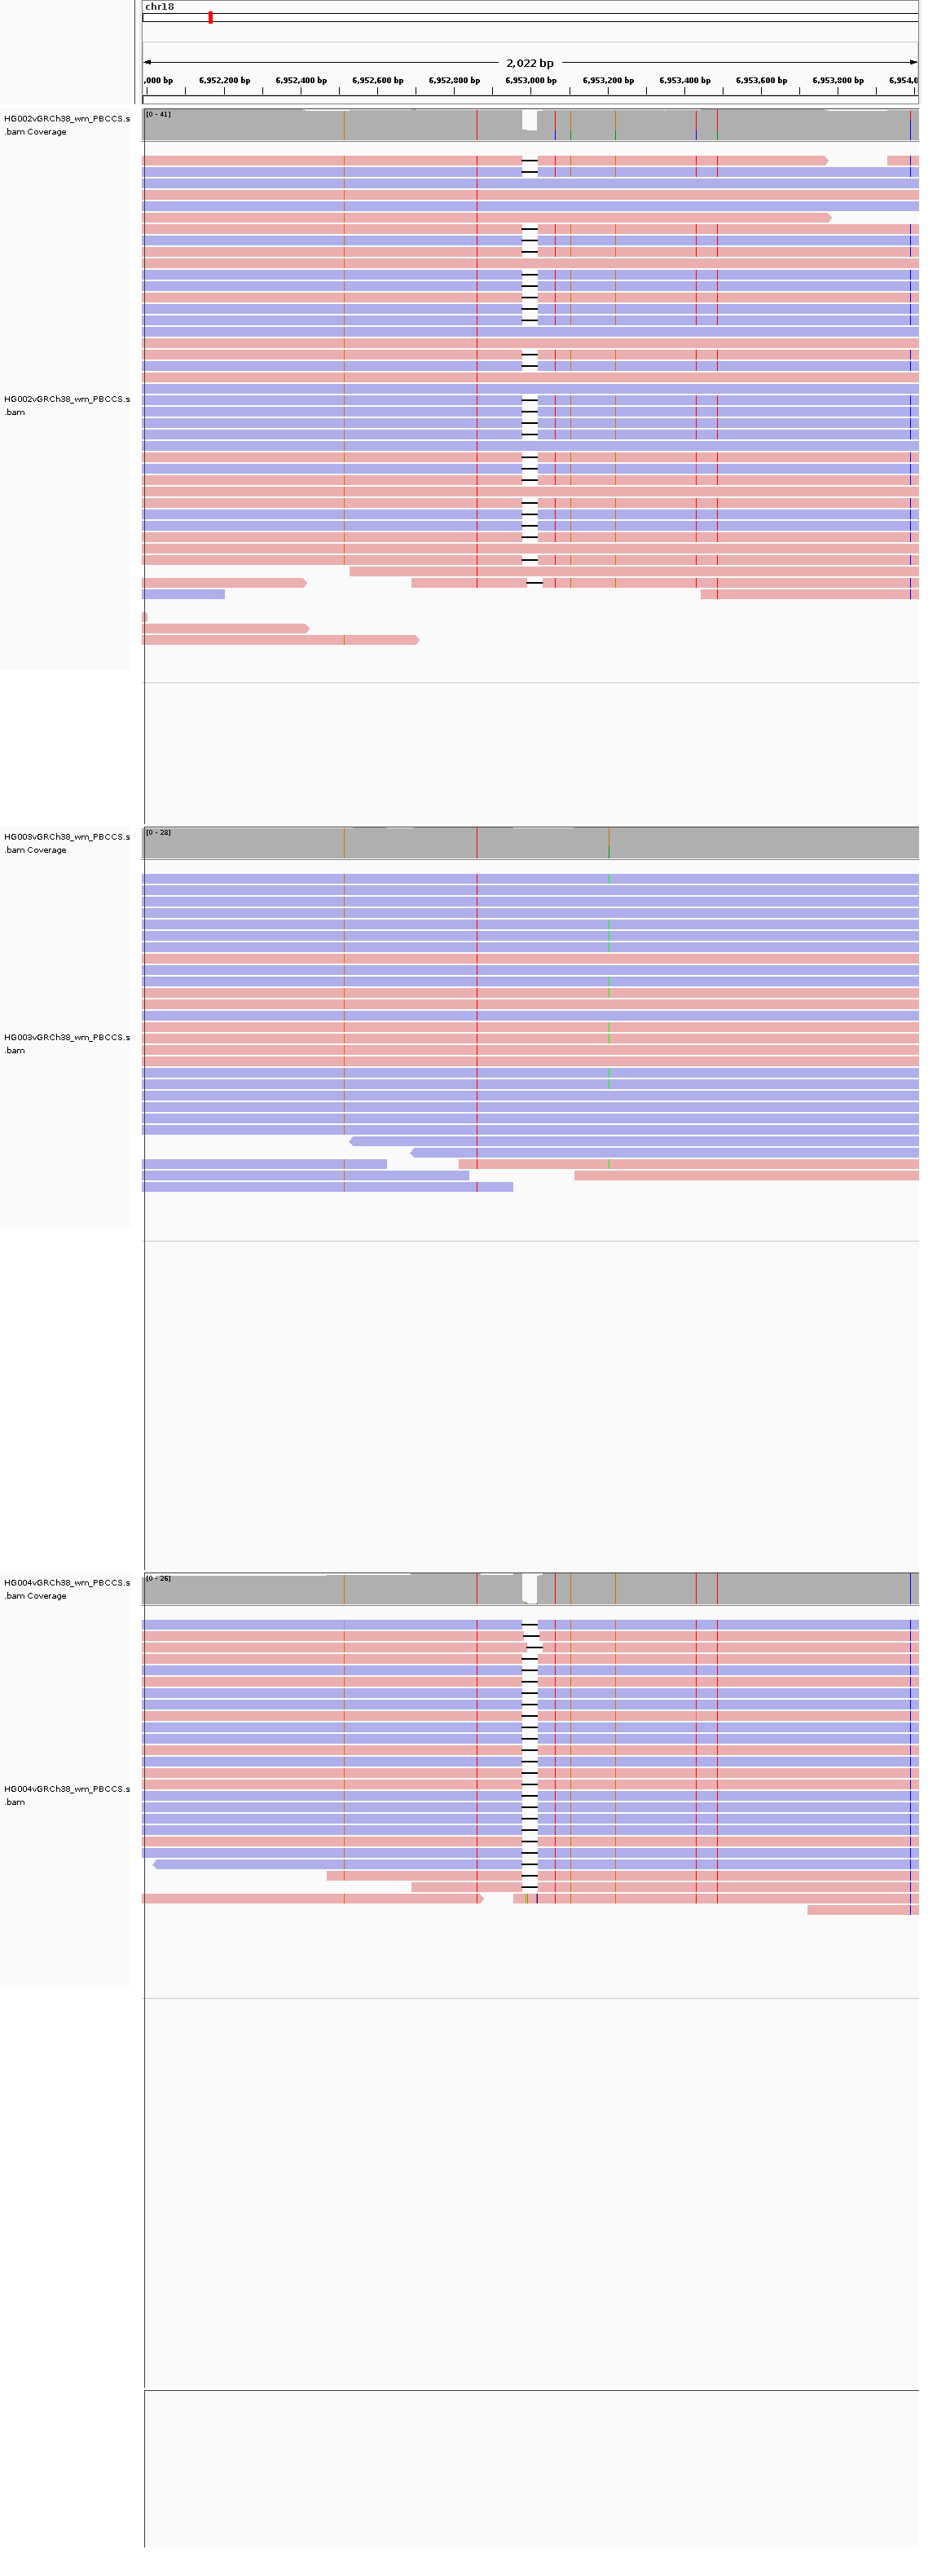 chr18
2,022 bp
,000 bp 6,952,200 bp 6,952,400 bp 6,952,600 bp 6,952,800 bp 6,953,000 bp 6,953,200 bp 6,953,400 bp 6,953,600 bp 6,953,800 bp 6,954,0
HG002vGRCh38_wm_PBCCS.s
.bam Coverage
[0 - 41]
HG002vGRCh38_wm_PBCCS.s
.bam
HG003vGRCh38_wm_PBCCS.s
.bam Coverage
[0 - 28]
HG003vGRCh38_wm_PBCCS.s
.bam
HG004vGRCh38_wm_PBCCS.s
.bam Coverage
[0 - 26]
HG004vGRCh38_wm_PBCCS.s
.bam